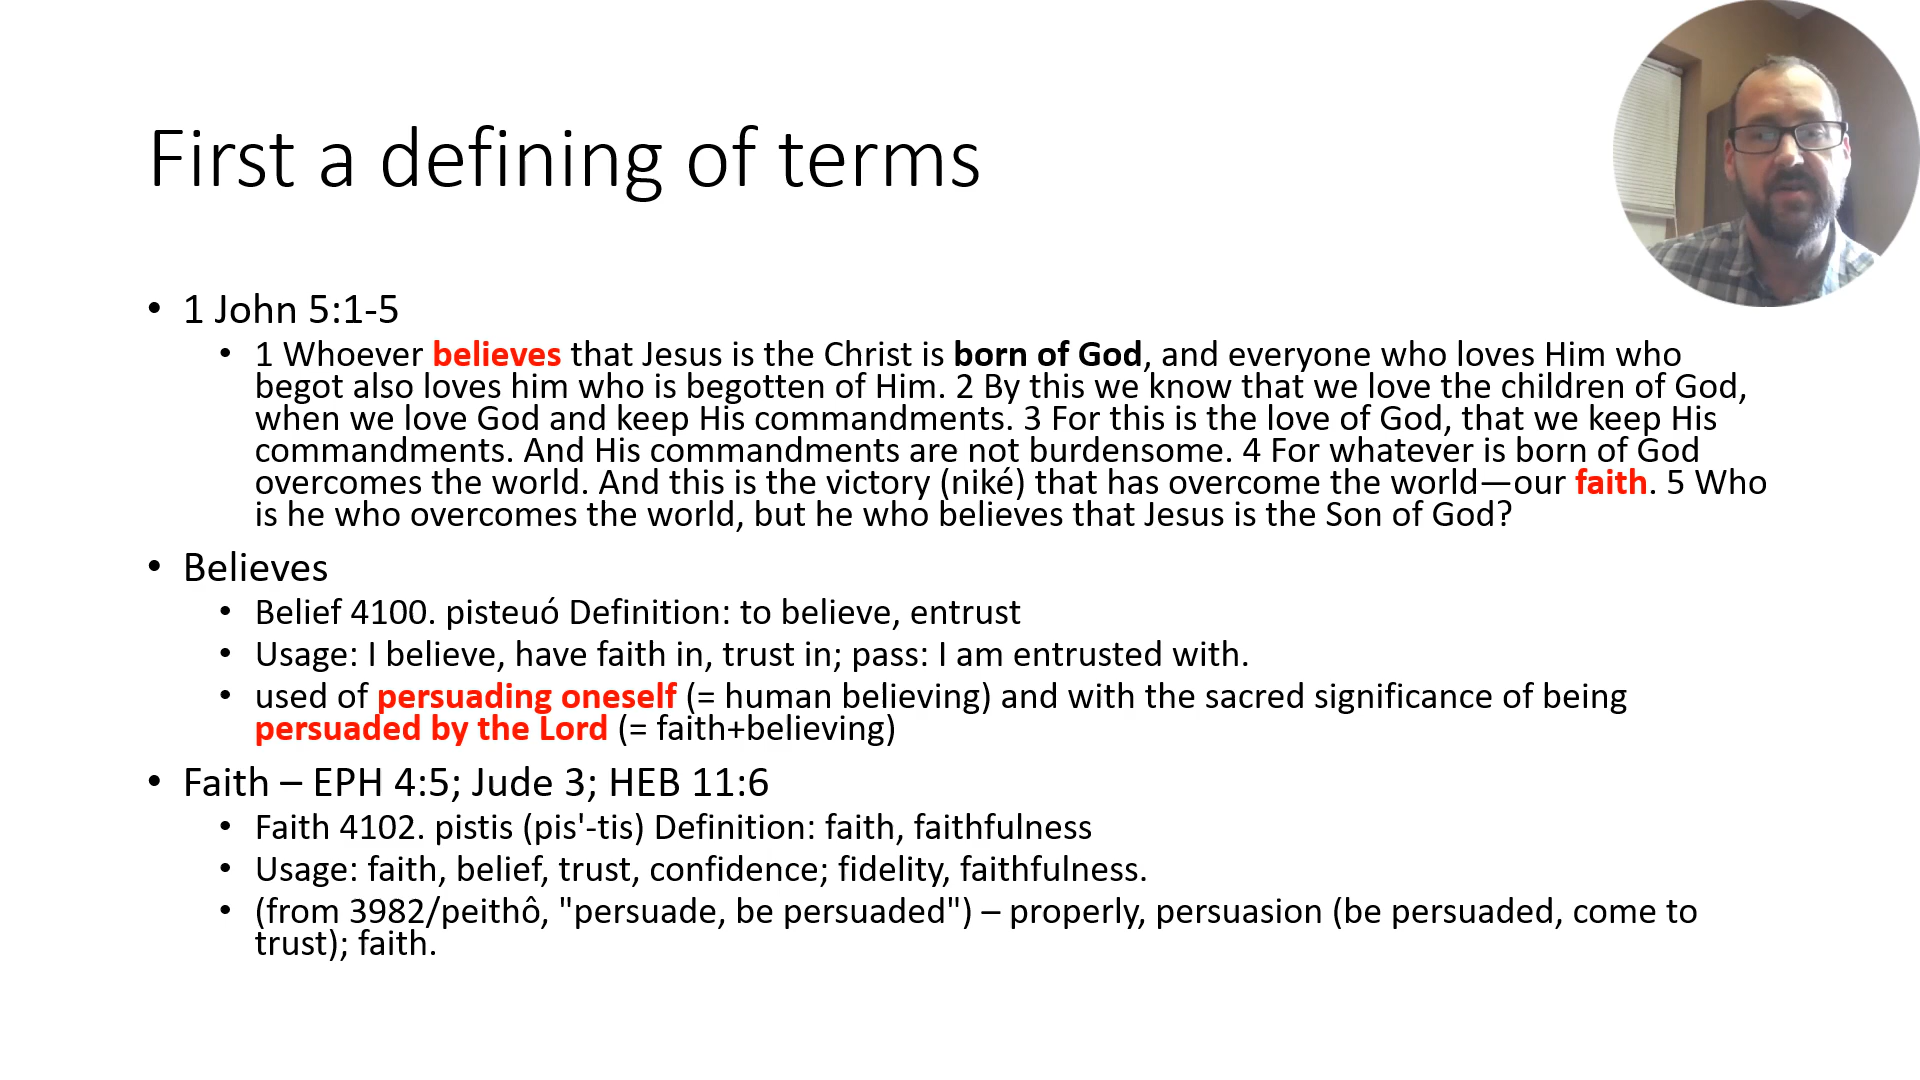 First a defining of terms
• 1 John 5:1-5
• 1 Whoever believes that Jesus is the Christ is born of God, and everyone who loves Him who
begot also loves him who is begotten of Him. 2 By this we know that we love the children of God,
when we love God and keep His commandments. 3 For this is the love of God, that we keep His
commandments. And His commandments are not burdensome. 4 For whatever is born of God
overcomes the world. And this is the victory (niké) that has overcome the world—our faith. 5 Who
is he who overcomes the world, but he who believes that Jesus is the Son of God?
• Believes
• Belief 4100. pisteuó Definition: to believe, entrust
• Usage: I believe, have faith in, trust in; pass: I am entrusted with.
• used of persuading oneself (= human believing) and with the sacred significance of being
persuaded by the Lord (= faith+believing)
• Faith – EPH 4:5; Jude 3; HEB 11:6
• Faith 4102. pistis (pis'-tis) Definition: faith, faithfulness
• Usage: faith, belief, trust, confidence; fidelity, faithfulness.
• (from 3982/peithô, "persuade, be persuaded") – properly, persuasion (be persuaded, come to
trust); faith.